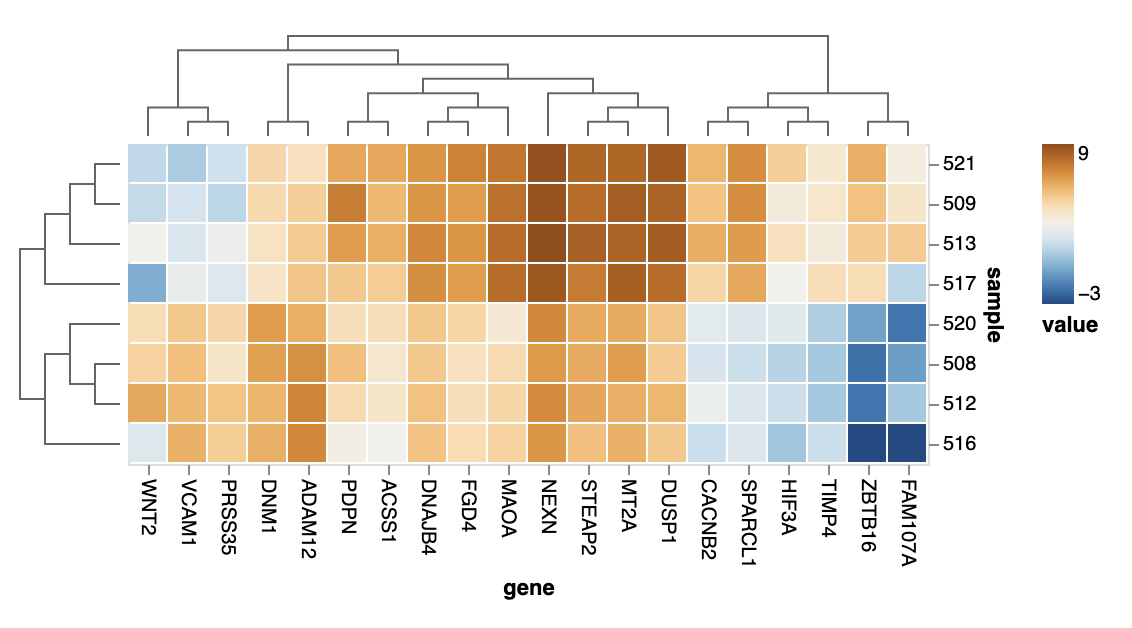 521
509
513
517
520
508
512
516
sample
WNT2
VCAM1
PRSS35
DNM1
ADAM12
PDPN
ACSS1
DNAJB4
FGD4
MAOA
NEXN
STEAP2
MT2A
DUSP1
CACNB2
SPARCL1
HIF3A
TIMP4
ZBTB16
FAM107A
gene
9
−3
value